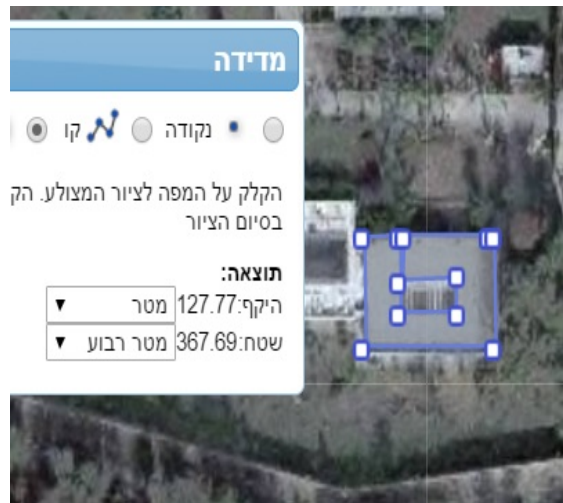 מדידה
נקודה קו
הקלק על המפה לציור המצולע. הק
בסיום הציור
תוצאה:
היקף:127.77 מטר
שטח:367.69 מטר רבוע